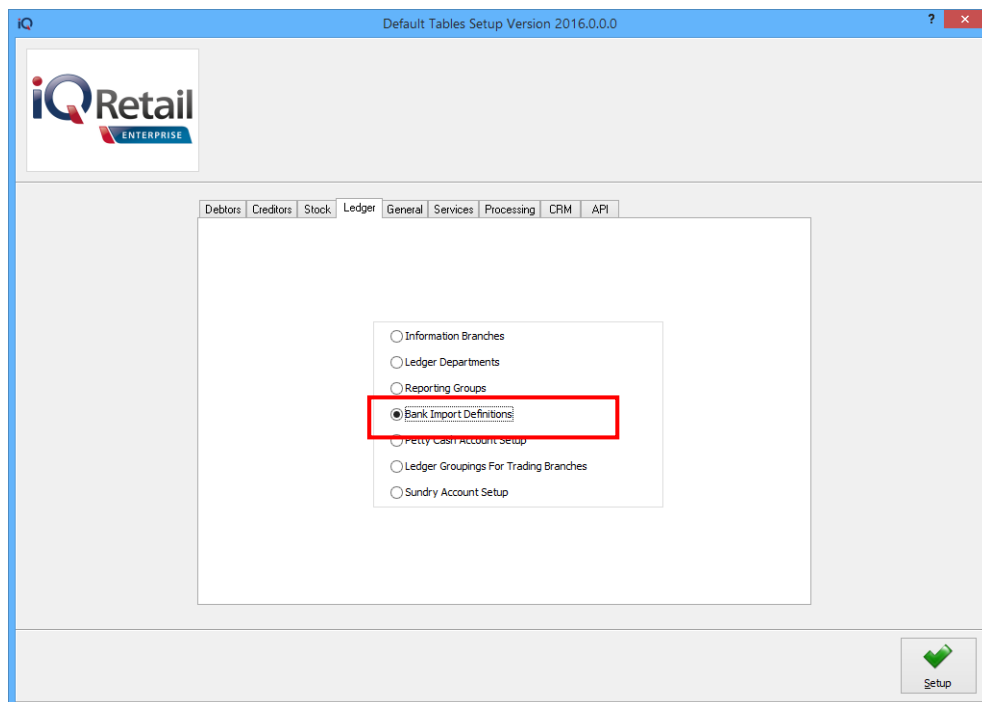 iQ
Default Tables Setup Version 2016.0.0.0
?
iQ Retail
ENTERPRISE
Debtors Creditors Stock Ledger General Services Processing CRM API
Information Branches
Ledger Departments
Reporting Groups
Bank Import Definitions
Petty Cash Account Setup
Ledger Groupings For Trading Branches
Sundry Account Setup
Setup